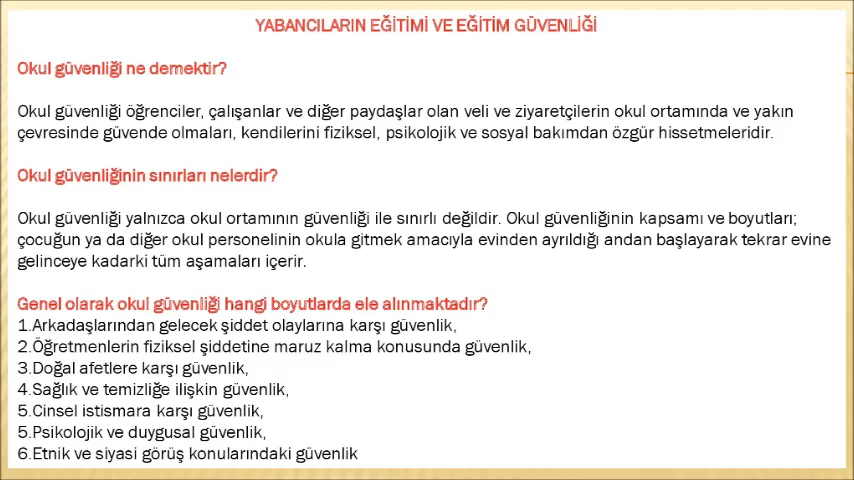 YABANCILARIN EĞİTİMİ VE EĞİTİM GÜVENLİĞİ
Okul güvenliği ne demektir?
Okul güvenliği öğrenciler, çalışanlar ve diğer paydaşlar olan veli ve ziyaretçilerin okul ortamında ve yakın
çevresinde güvende olmaları, kendilerini fiziksel, psikolojik ve sosyal bakımdan özgür hissetmeleridir.
Okul güvenliğinin sınırları nelerdir?
Okul güvenliği yalnızca okul ortamının güvenliği ile sınırlı değildir. Okul güvenliğinin kapsamı ve boyutları;
çocuğun ya da diğer okul personelinin okula gitmek amacıyla evinden ayrıldığı andan başlayarak tekrar evine
gelinceye kadarki tüm aşamaları içerir.
Genel olarak okul güvenliği hangi boyutlarda ele alınmaktadır?
1.Arkadaşlarından gelecek şiddet olaylarına karşı güvenlik,
2.Öğretmenlerin fiziksel şiddetine maruz kalma konusunda güvenlik,
3.Doğal afetlere karşı güvenlik,
4.Sağlık ve temizliğe ilişkin güvenlik,
5.Cinsel istismara karşı güvenlik,
5.Psikolojik ve duygusal güvenlik,
6.Etnik ve siyasi görüş konularındaki güvenlik